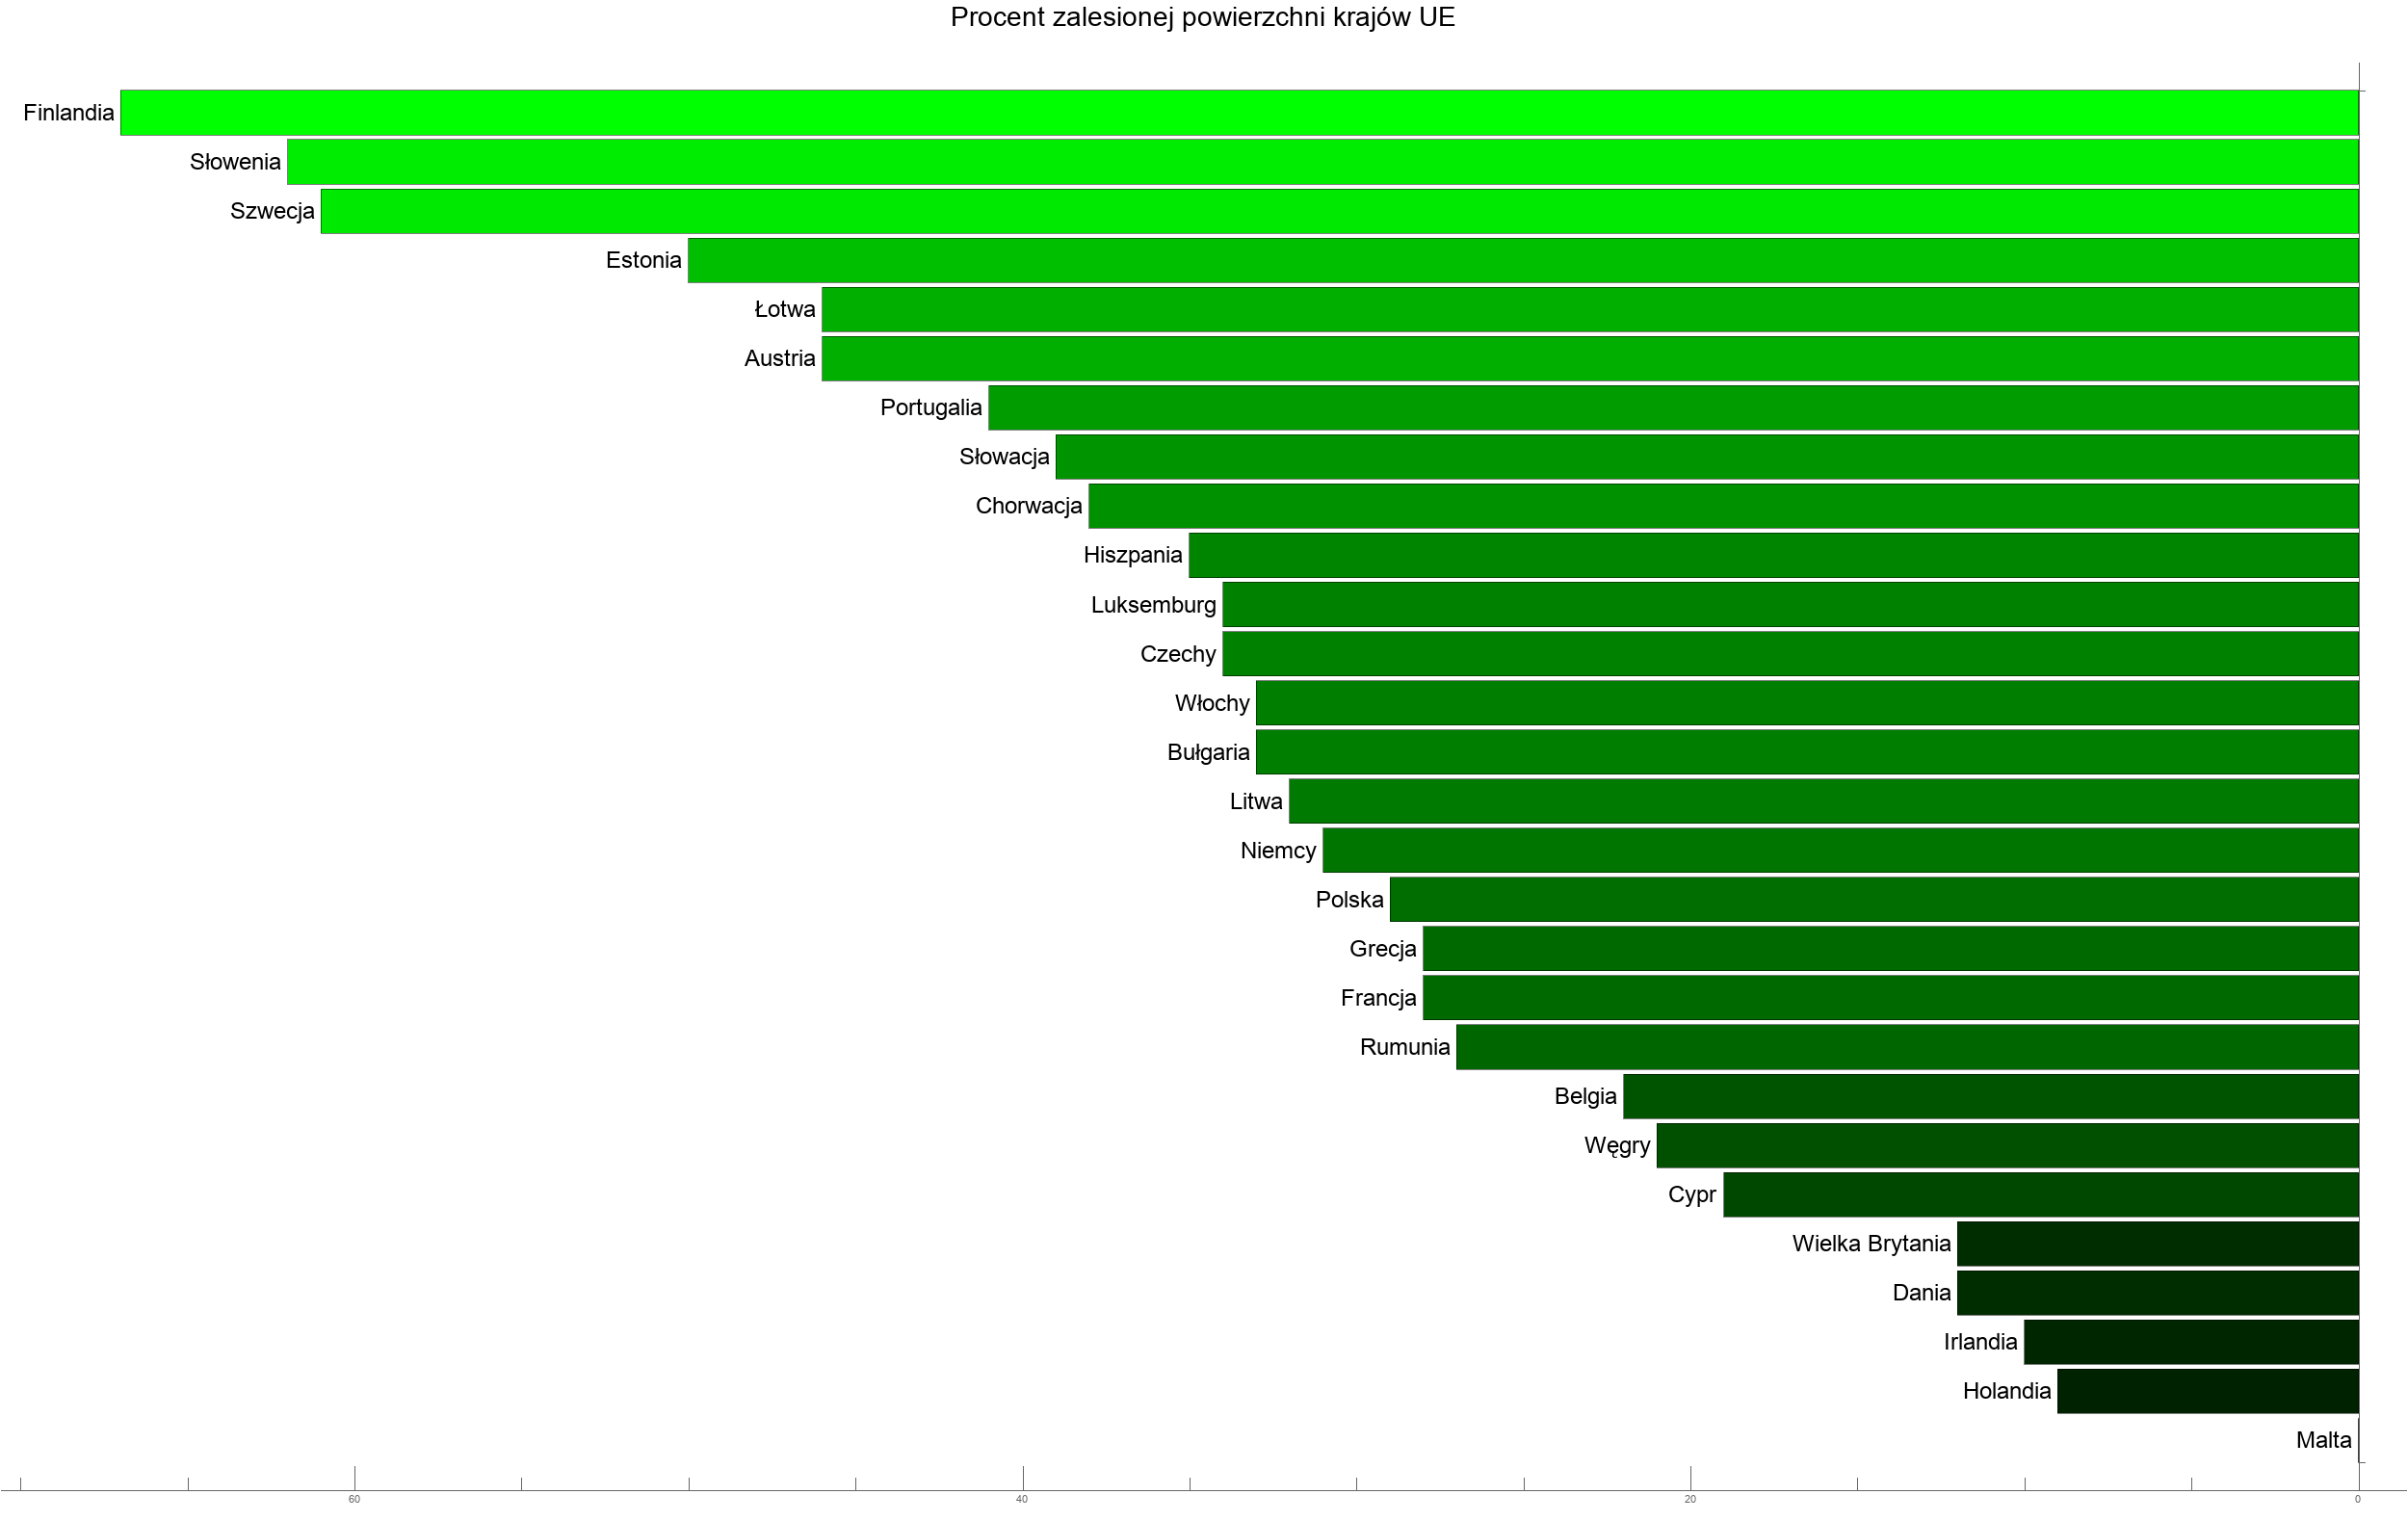 Procent zalesionej powierzchni krajów UE
Finlandia
Słowenia
Szwecja
Estonia
Łotwa
Austria
Portugalia
Słowacja
Chorwacja
Hiszpania
Luksemburg
Czechy
Włochy
Bułgaria
Litwa
Niemcy
Polska
Grecja
Francja
Rumunia
Belgia
Węgry
Cypr
Wielka Brytania
Dania
Irlandia
Holandia
Malta
60 40 20 0